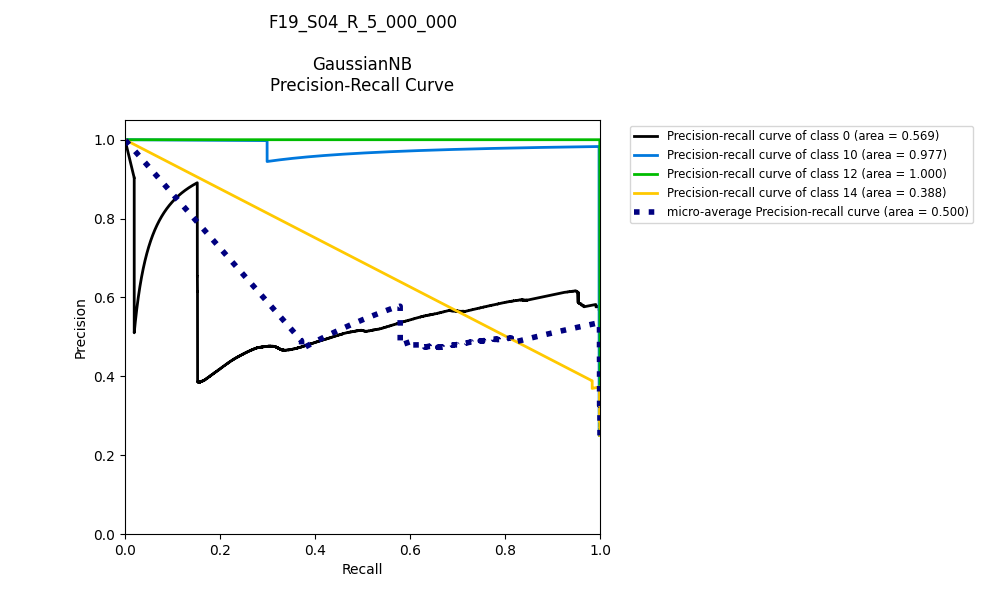 F19_S04_R_5_000_000
GaussianNB
Precision-Recall Curve
1.0
0.8
0.6
0.4
0.2
0.0
Precision
0.0 0.2 0.4 0.6 0.8 1.0
Recall
Precision-recall curve of class 0 (area = 0.569)
Precision-recall curve of class 10 (area = 0.977)
Precision-recall curve of class 12 (area = 1.000)
Precision-recall curve of class 14 (area = 0.388)
micro-average Precision-recall curve (area = 0.500)